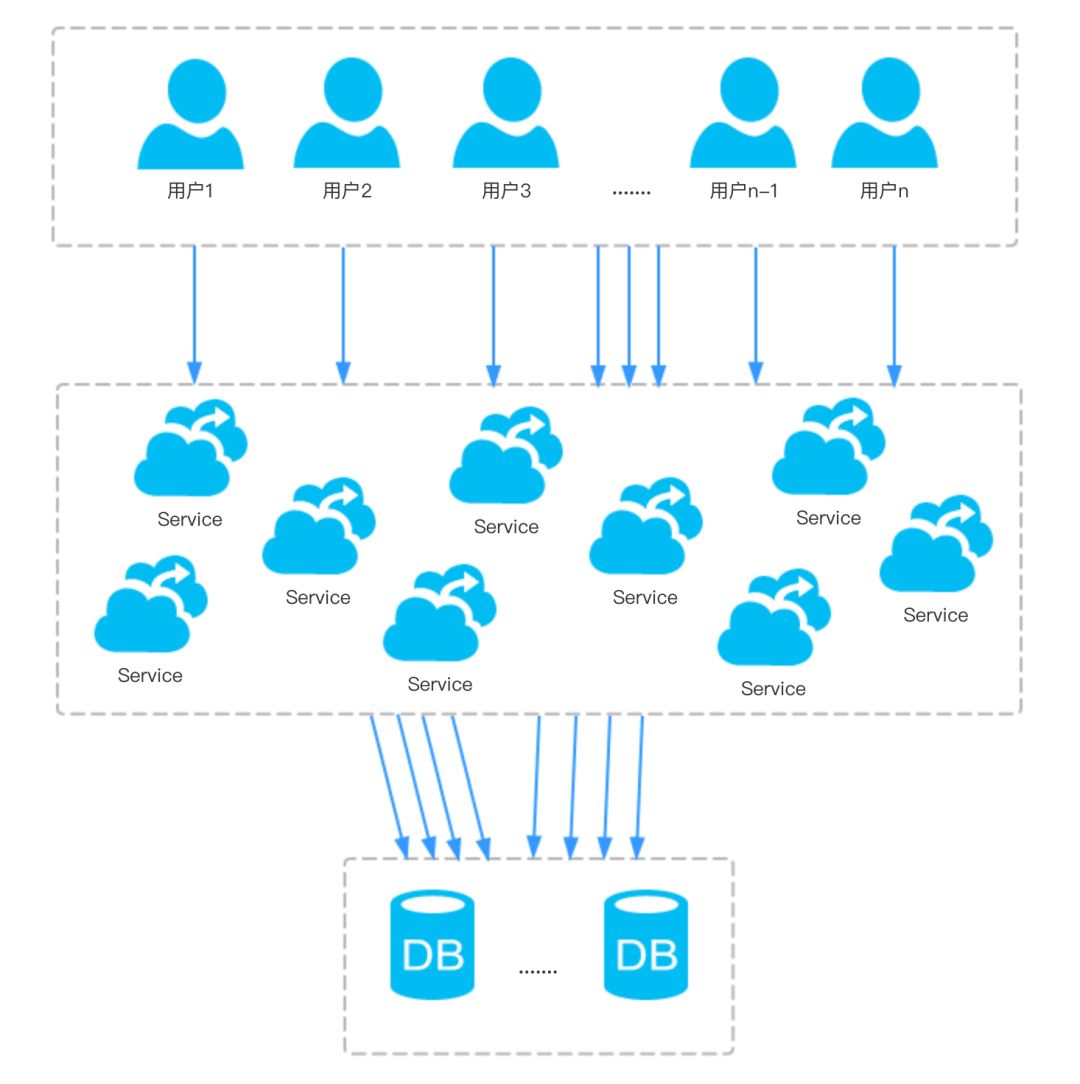 用户1
用户2
用户3
.......
用户n-1
用户n
Service
Service
Service
Service
Service
Service
Service
Service
Service
DB
.......
DB